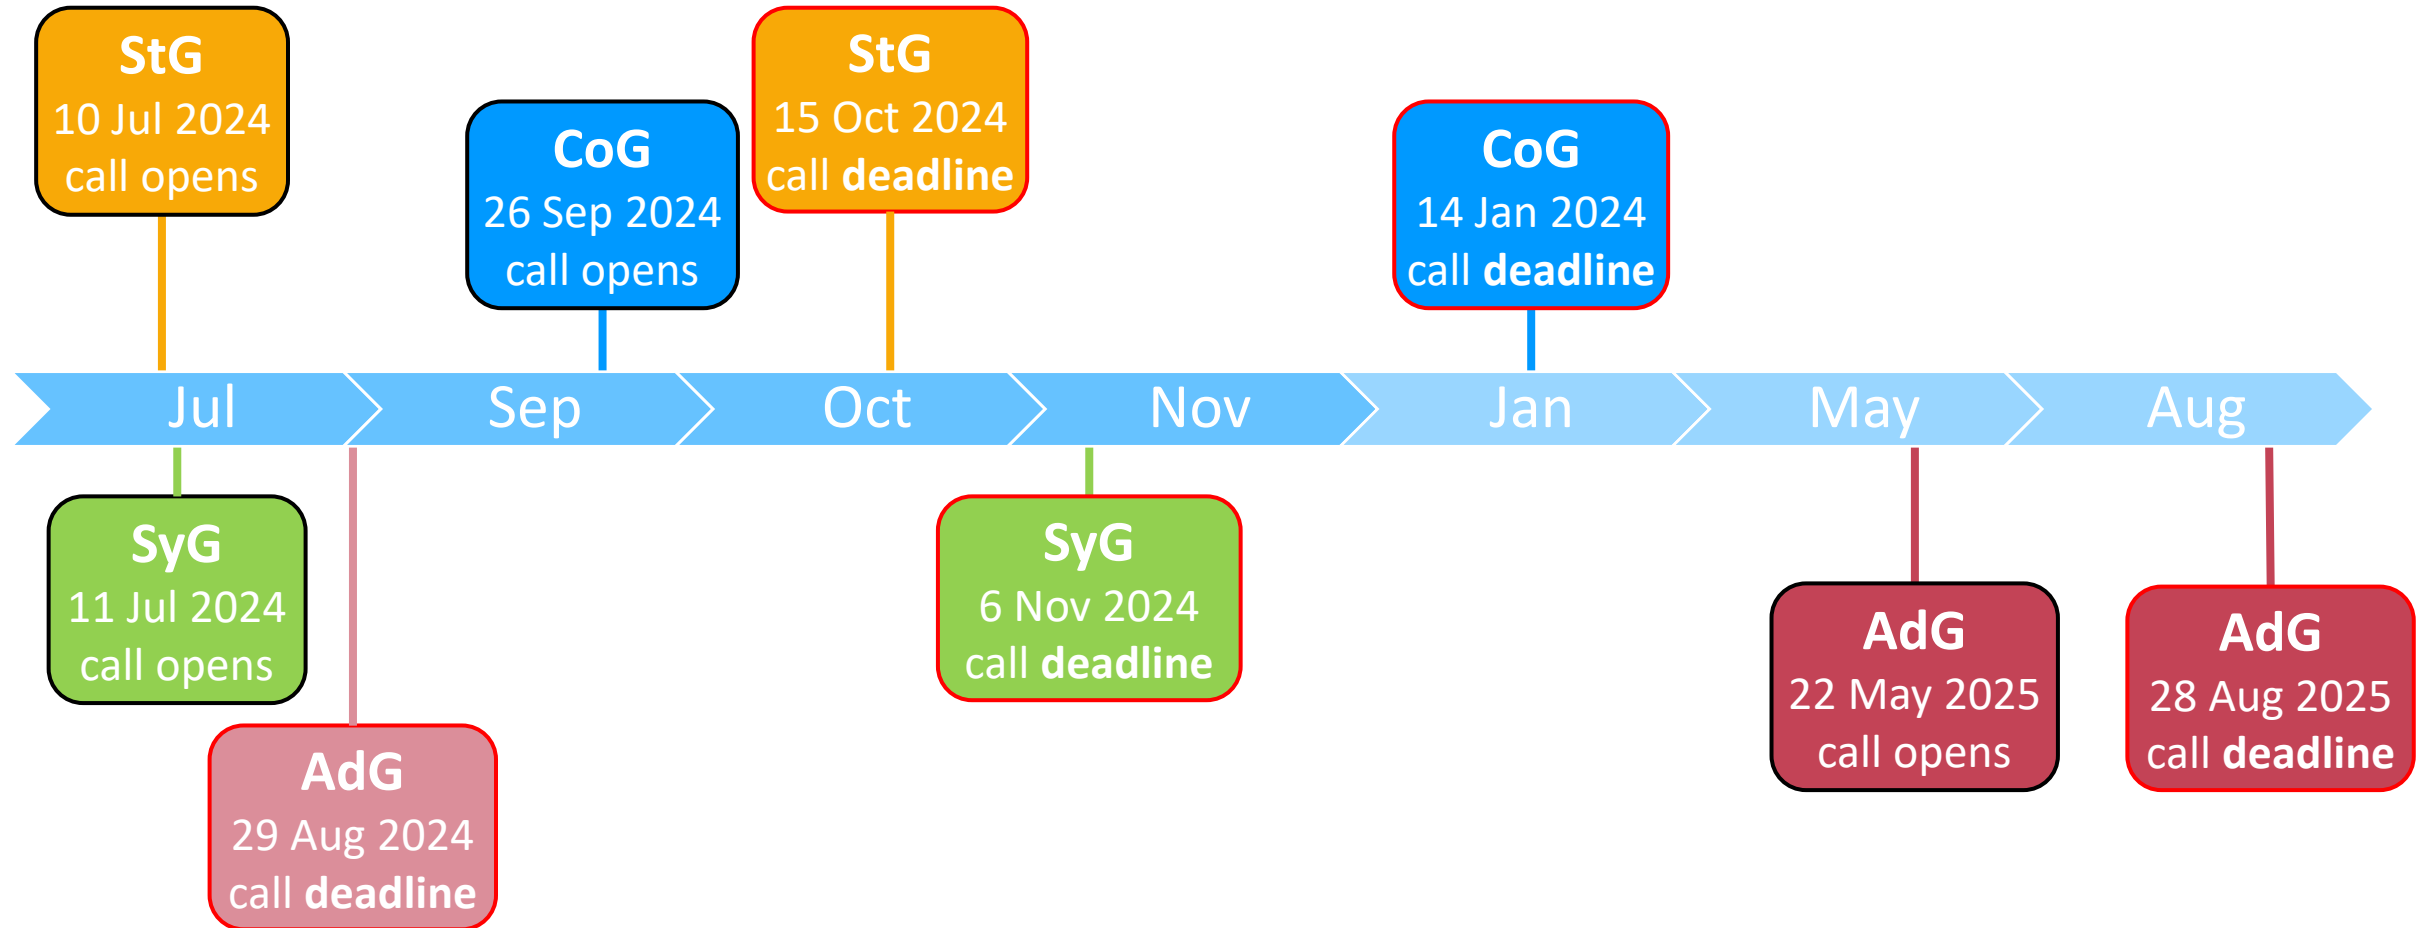 StG
10 Jul 2024
call opens
CoG
26 Sep 2024
call opens
StG
15 Oct 2024
call deadline
CoG
14 Jan 2024
call deadline
Jul
Sep
Oct
Nov
Jan
May
Aug
SyG
11 Jul 2024
call opens
AdG
29 Aug 2024
call deadline
SyG
6 Nov 2024
call deadline
AdG
22 May 2025
call opens
AdG
28 Aug 2025
call deadline